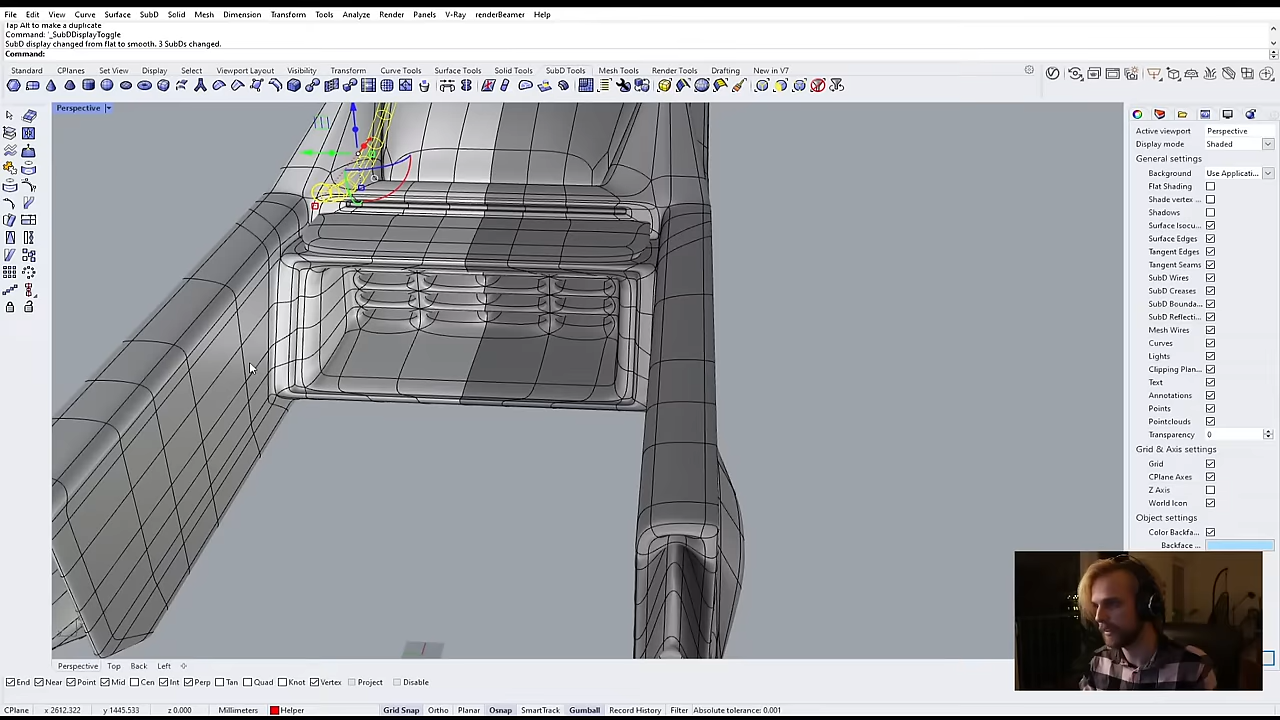 File Edit View Curve Surface SubD Solid Mesh Dimension Transform Tools Analyze Render Panels V-Ray renderBeamer Help
Tap Alt to make a duplicate
Command: '_SubDDisplayToggle
SubD display changed from flat to smooth. 3 SubDs changed.
Command:
Standard CPlanes Set View Display Select Viewport Layout Visibility Transform Curve Tools Surface Tools Solid Tools SubD Tools Mesh Tools Render Tools Drafting New in V7
Perspective
Active viewport Perspective
Display mode Shaded
General settings
Background Use Applicati...
Flat Shading
Shade vertex ...
Shadows
Surface Isocu...
Surface Edges
Tangent Edges
Tangent Seams
SubD Wires
SubD Creases
SubD Bounda...
SubD Reflecti...
Mesh Wires
Curves
Lights
Clipping Plan...
Text
Annotations
Points
Pointclouds
Transparency 0
Grid & Axis settings
Grid
CPlane Axes
Z Axis
World Icon
Object settings
Color Backfa...
Backface ...
Perspective Top Back Left
End Near Point Mid Cen Int Perp Tan Quad Knot Vertex Project Disable
CPlane x 2612.322 y 1445.533 z 0.000 Millimeters Helper Grid Snap Ortho Planar Osnap SmartTrack Gumball Record History Filter Absolute tolerance: 0.001